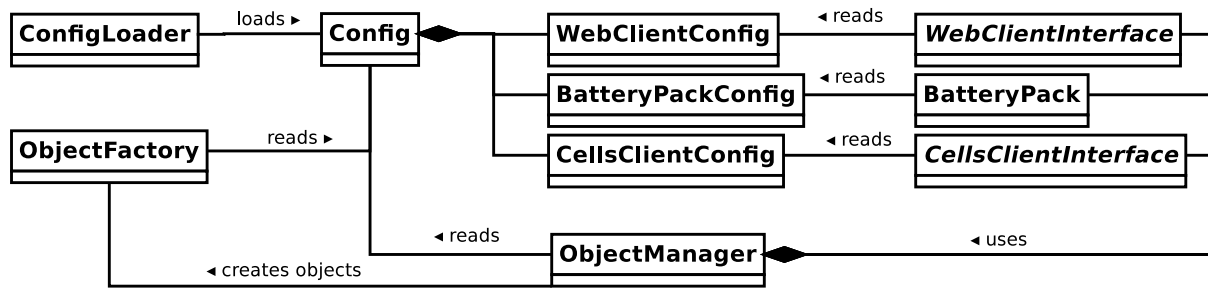 loads ▸
◂ reads
ConfigLoader
Config
WebClientConfig
WebClientInterface
◂ reads
BatteryPackConfig
BatteryPack
reads ▸
◂ reads
ObjectFactory
CellsClientConfig
CellsClientInterface
◂ reads
◂ uses
ObjectManager
◂ creates objects